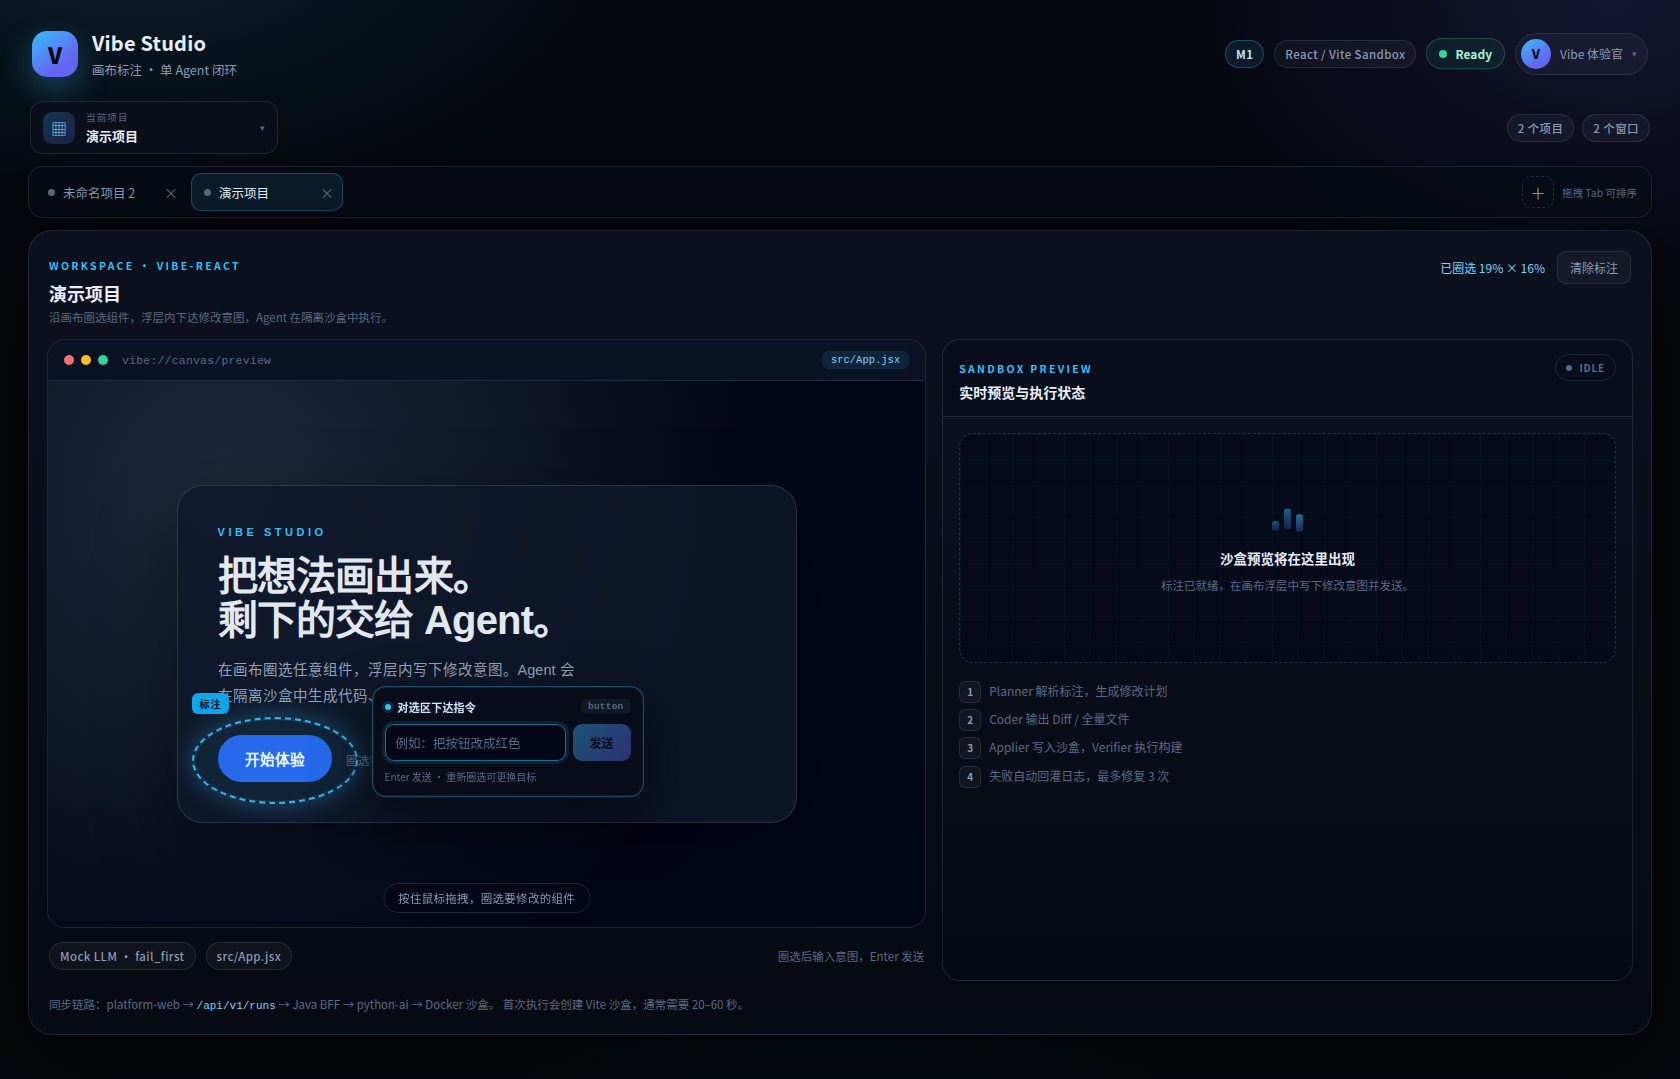 V
Vibe Studio
画布标注 · 单 Agent 闭环
M1
React / Vite Sandbox
Ready
V
Vibe 体验官
当前项目
演示项目
2 个项目
2 个窗口
未命名项目 2
演示项目
拖拽 Tab 可排序
WORKSPACE · VIBE-REACT
演示项目
沿画布圈选组件，浮层内下达修改意图，Agent 在隔离沙盒中执行。
已圈选 19% × 16%
清除标注
vibe://canvas/preview
src/App.jsx
VIBE STUDIO
把想法画出来。
剩下的交给 Agent。
在画布圈选任意组件，浮层内写下修改意图。Agent 会
在隔离沙盒中生成代码、
标注
开始体验
圈选
对选区下达指令
button
例如：把按钮改成红色
发送
Enter 发送 · 重新圈选可更换目标
按住鼠标拖拽，圈选要修改的组件
Mock LLM · fail_first
src/App.jsx
圈选后输入意图，Enter 发送
SANDBOX PREVIEW
实时预览与执行状态
IDLE
沙盒预览将在这里出现
标注已就绪，在画布浮层中写下修改意图并发送。
1 Planner 解析标注，生成修改计划
2 Coder 输出 Diff / 全量文件
3 Applier 写入沙盒，Verifier 执行构建
4 失败自动回灌日志，最多修复 3 次
同步链路：platform-web → /api/v1/runs → Java BFF → python-ai → Docker 沙盒。 首次执行会创建 Vite 沙盒，通常需要 20–60 秒。